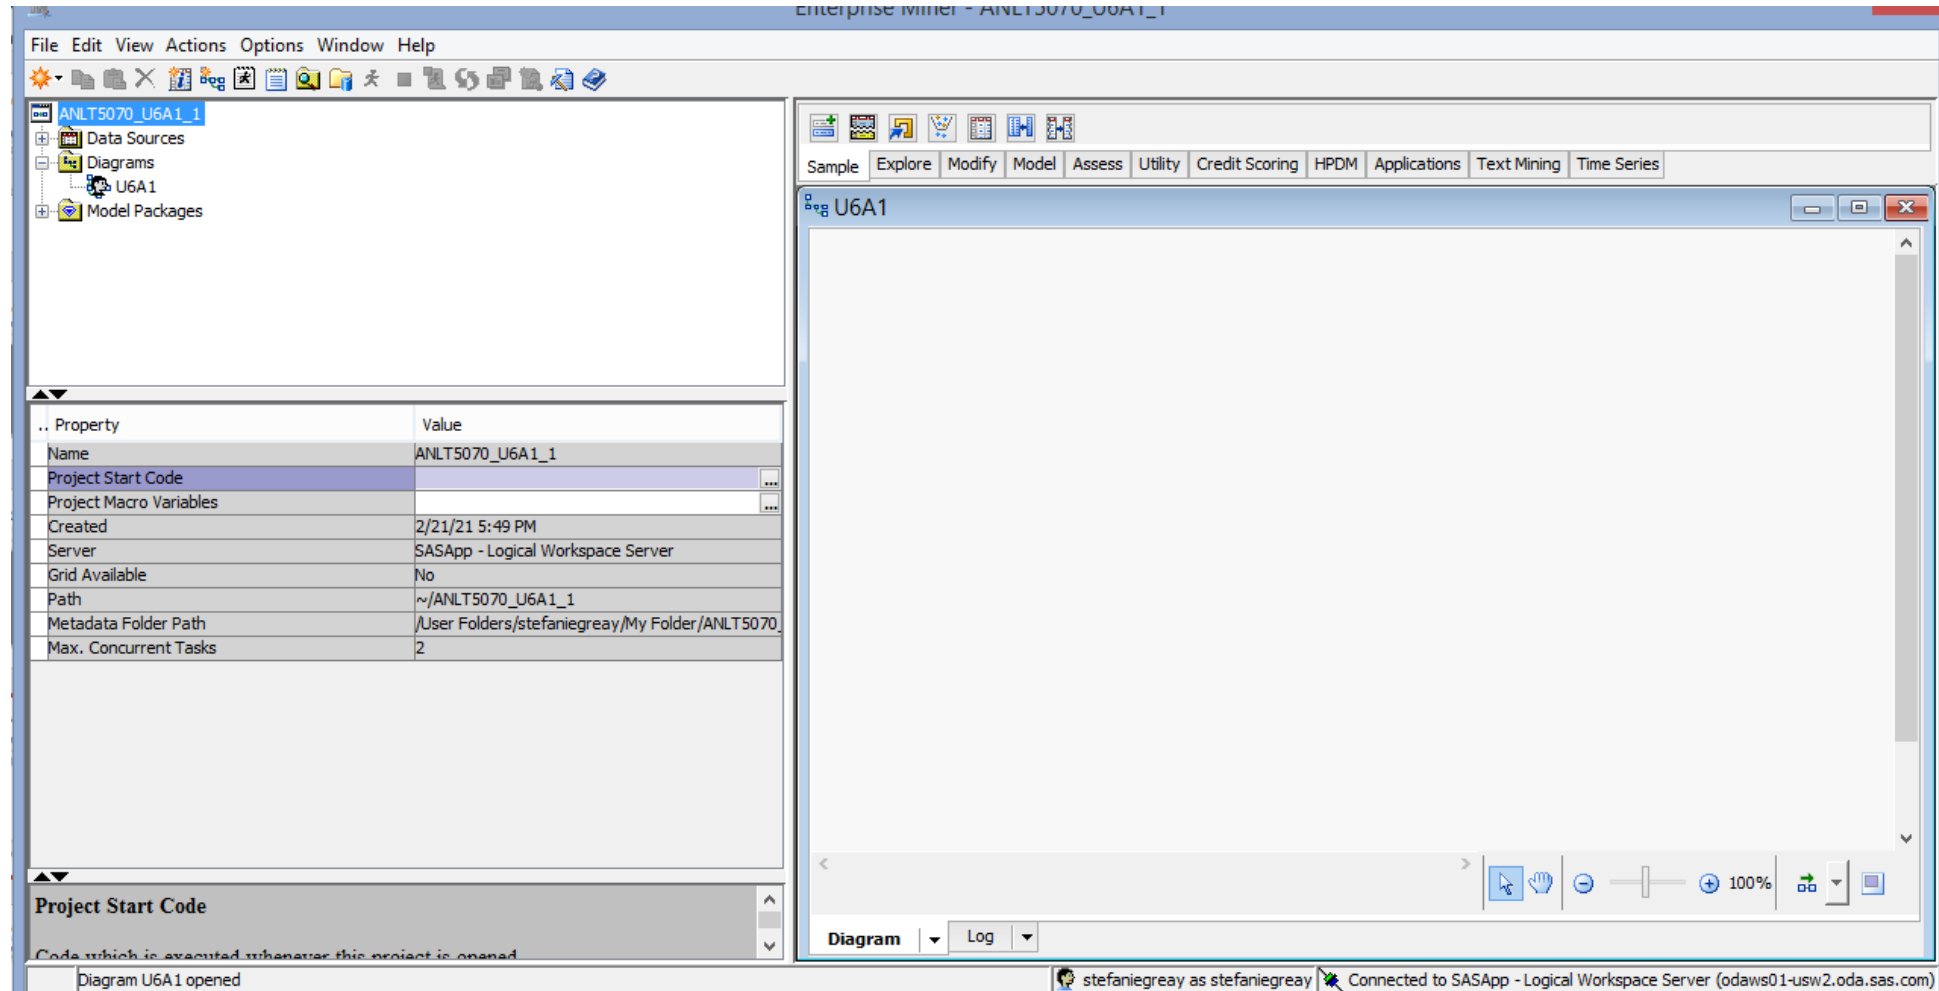 Enterprise Miner - ANLT5070_U6A1_1
File Edit View Actions Options Window Help
ANLT5070_U6A1_1
Data Sources
Diagrams
U6A1
Model Packages
Sample Explore Modify Model Assess Utility Credit Scoring HPDM Applications Text Mining Time Series
U6A1
.. Property Value
Name ANLT5070_U6A1_1
Project Start Code ...
Project Macro Variables ...
Created 2/21/21 5:49 PM
Server SASApp - Logical Workspace Server
Grid Available No
Path ~/ANLT5070_U6A1_1
Metadata Folder Path /User Folders/stefaniegreay/My Folder/ANLT5070_
Max. Concurrent Tasks 2
100%
Project Start Code
Code which is executed whenever this project is opened
Diagram Log
Diagram U6A1 opened
stefaniegreay as stefaniegreay Connected to SASApp - Logical Workspace Server (odaws01-usw2.oda.sas.com)